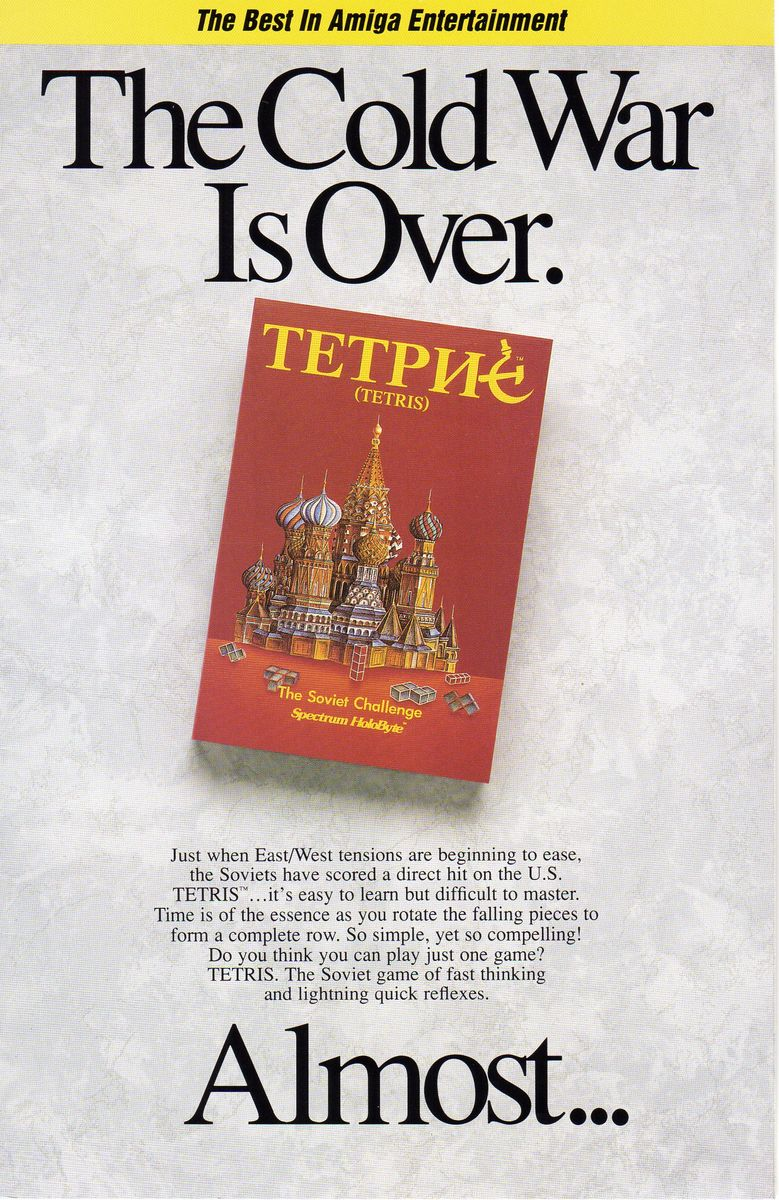 The Best In Amiga Entertainment
The Cold War
Is Over.
ТЕТРИС™
(TETRIS)
The Soviet Challenge
Spectrum HoloByte™
Just when East/West tensions are beginning to ease,
the Soviets have scored a direct hit on the U.S.
TETRIS™...it's easy to learn but difficult to master.
Time is of the essence as you rotate the falling pieces to
form a complete row. So simple, yet so compelling!
Do you think you can play just one game?
TETRIS. The Soviet game of fast thinking
and lightning quick reflexes.
Almost...